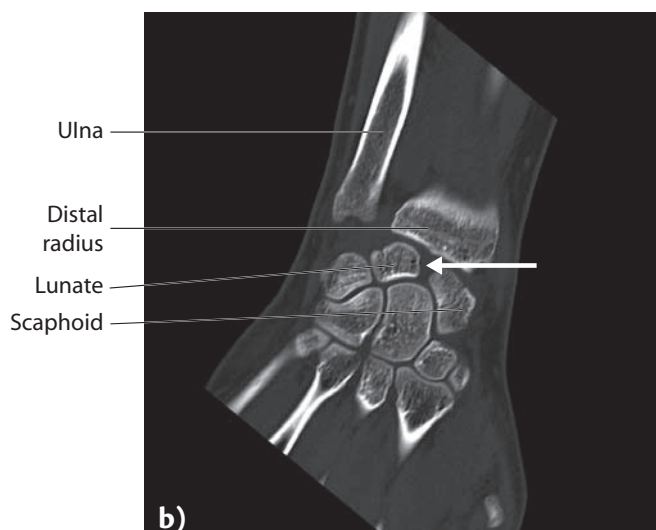 Ulna
Distal
radius
Lunate
Scaphoid
b)